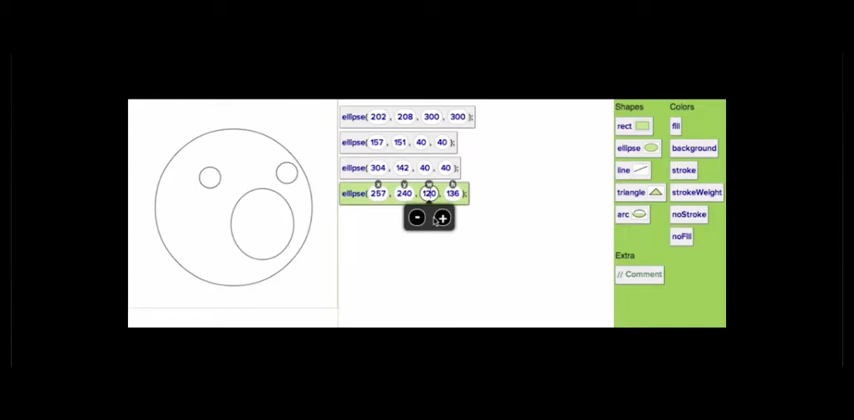 ellipse( 202 , 208 , 300 , 300 );
ellipse( 157 , 151 , 40 , 40 );
ellipse( 304 , 142 , 40 , 40 );
x y w h
ellipse( 257 , 240 , 120 , 136 );
- +
Shapes
rect
ellipse
line
triangle
arc
Extra
// Comment
Colors
fill
background
stroke
strokeWeight
noStroke
noFill